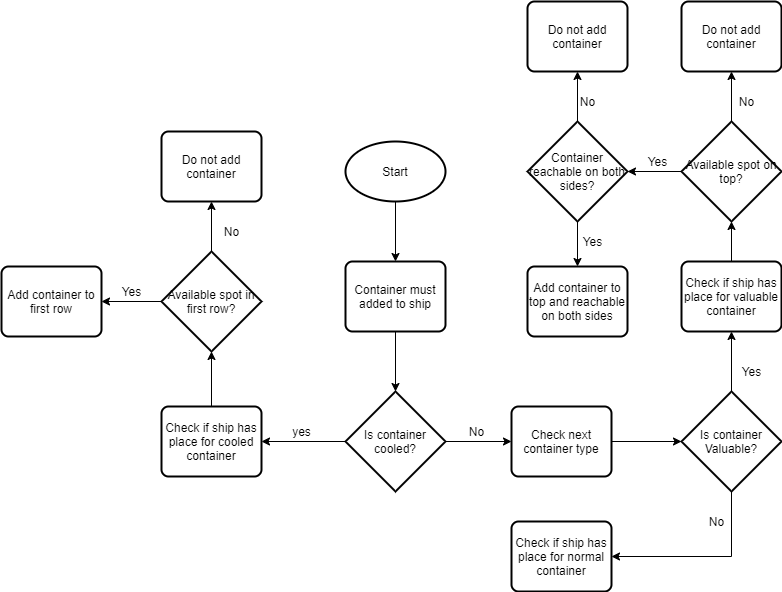 Do not add
container
Do not add
container
No
No
Do not add
container
Start
Container
reachable on both
sides?
Yes
Available spot on
top?
No
Yes
Add container to
first row
Yes
Available spot in
first row?
Container must
added to ship
Add container to
top and reachable
on both sides
Check if ship has
place for valuable
container
Yes
Check if ship has
place for cooled
container
yes
Is container
cooled?
No
Check next
container type
Is container
Valuable?
No
Check if ship has
place for normal
container